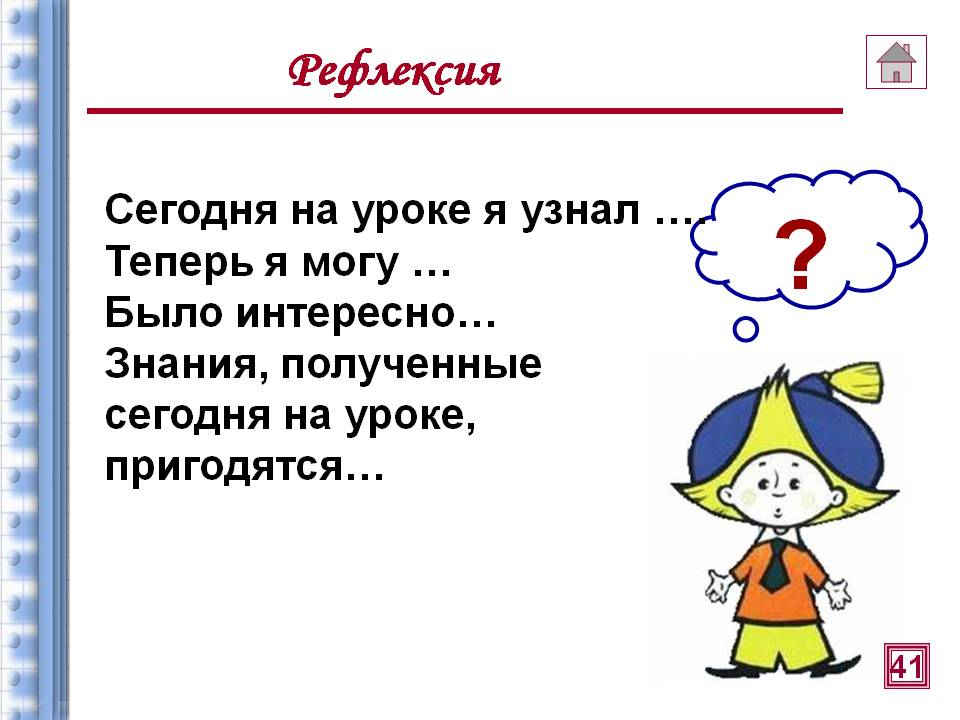 Рефлексия
Сегодня на уроке я узнал ….
Теперь я могу …
Было интересно…
Знания, полученные
сегодня на уроке,
пригодятся…
?
41